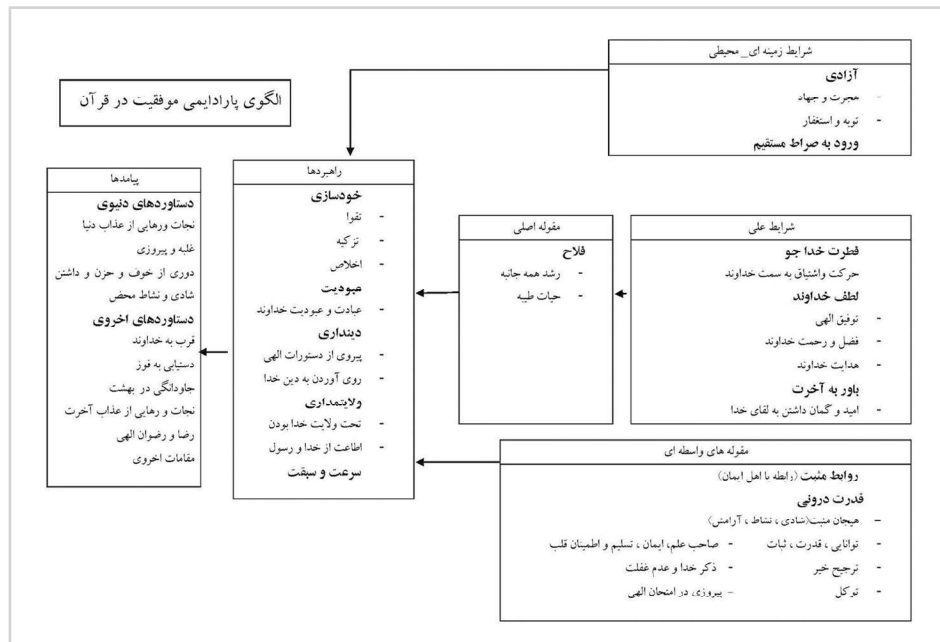 شرایط زمینه ای_ محیطی
آزادی
- هجرت و جهاد
- توبه و استغفار
ورود به صراط مستقیم
الگوی پارادایمی موفقیت در قرآن
شرایط علی
فطرت خدا جو
حرکت واشتیاق به سمت خداوند
لطف خداوند
- توفیق الهی
- فضل و رحمت خداوند
- هدایت خداوند
باور به آخرت
- امید و گمان داشتن به لقای خدا
مقوله اصلی
فلاح
- رشد همه جانبه
- حیات طیبه
راهبردها
خودسازی
- تقوا
- تزکیه
- اخلاص
عبودیت
- عبادت و عبودیت خداوند
دینداری
- پیروی از دستورات الهی
- روی آوردن به دین خدا
ولایتمداری
- تحت ولایت خدا بودن
- اطاعت از خدا و رسول
سرعت و سبقت
پیامدها
دستاوردهای دنیوی
نجات ورهایی از عذاب دنیا
غلبه و پیروزی
دوری از خوف و حزن و داشتن
شادی و نشاط محض
دستاوردهای اخروی
قرب به خداوند
دستیابی به فوز
جاودانگی در بهشت
نجات و رهایی از عذاب آخرت
رضا و رضوان الهی
مقامات اخروی
مقوله های واسطه ای
روابط مثبت (رابطه با اهل ایمان)
قدرت درونی
– هیجان مثبت(شادی ، نشاط ، آرامش)
- توانایی ، قدرت ، ثبات - صاحب علم، ایمان ، تسلیم و اطمینان قلب
- ترجیح خیر - ذکر خدا و عدم غفلت
- توکل – پیروزی در امتحان الهی